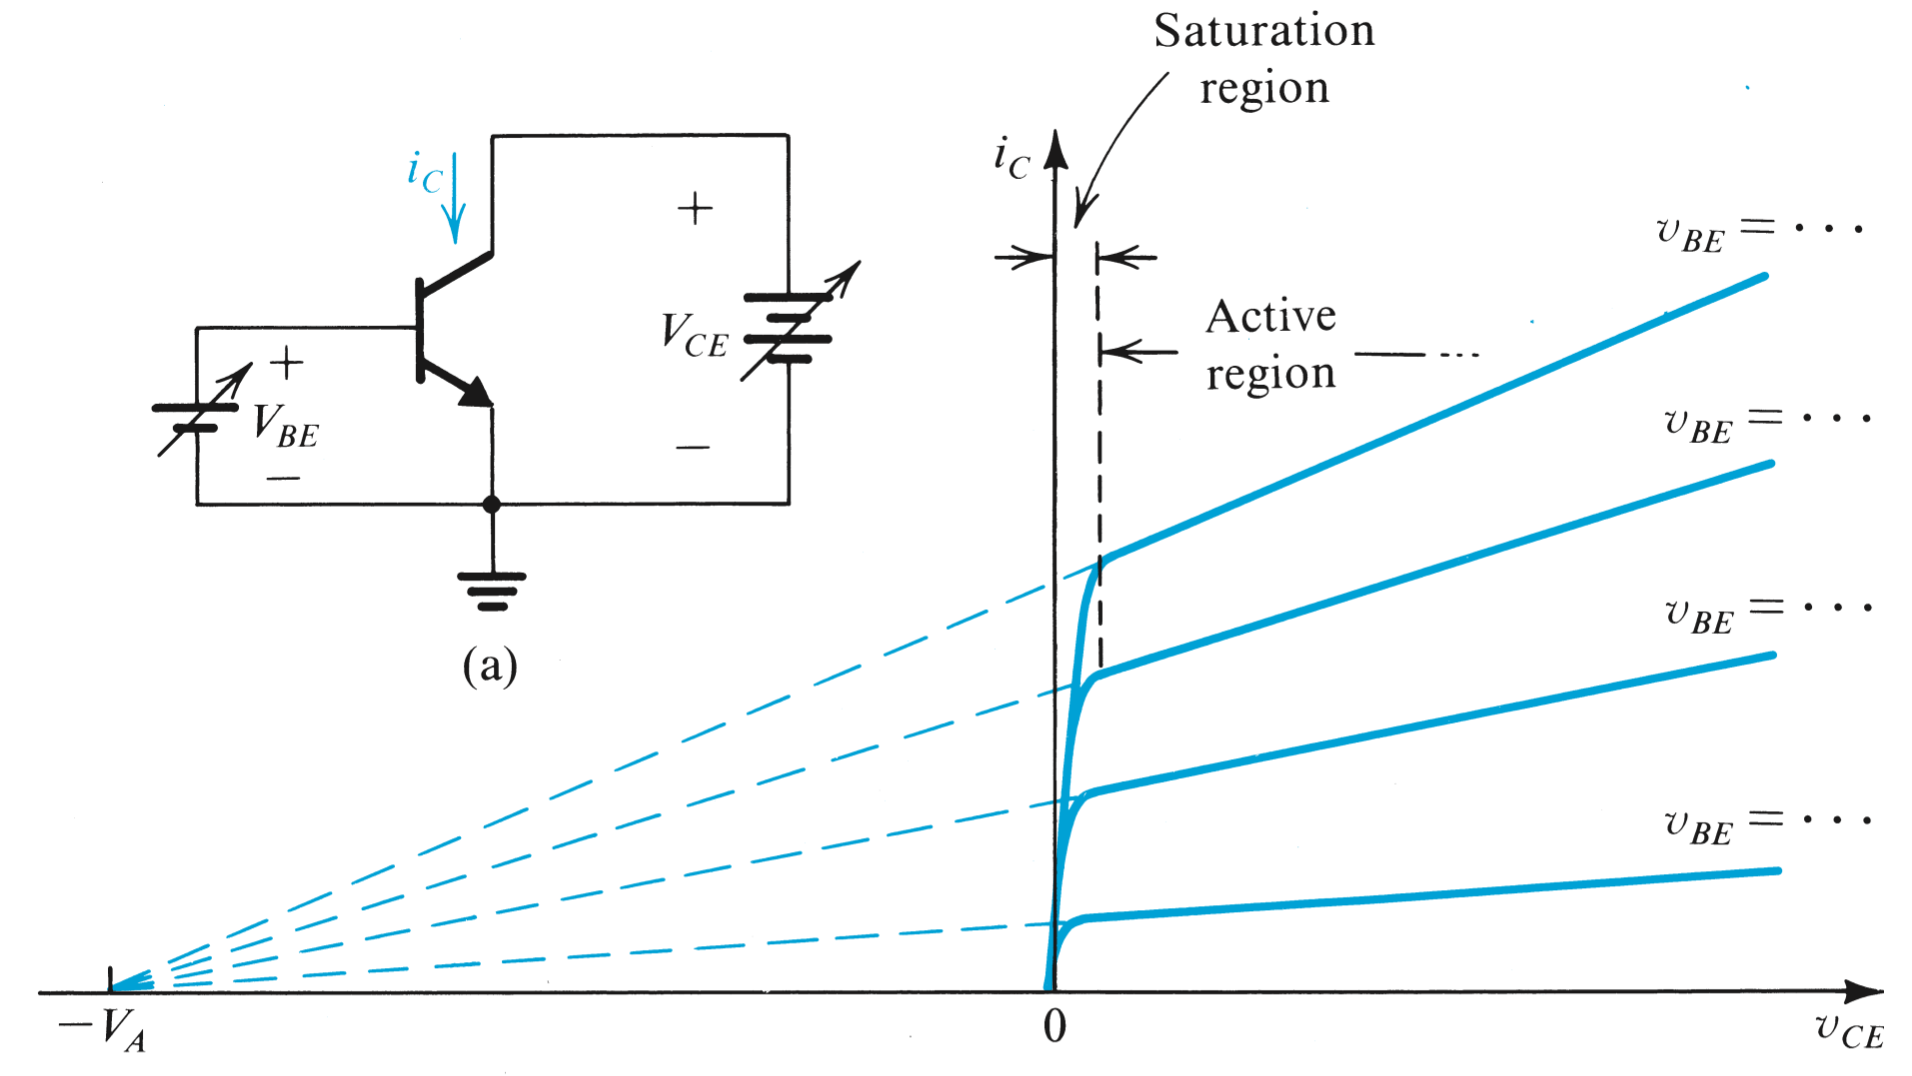 Saturation
region
i_C
i_C
+
v_BE = · · ·
Active
region
— ···
V_CE
+
V_BE
−
v_BE = · · ·
−
v_BE = · · ·
(a)
v_BE = · · ·
−V_A
0
v_CE